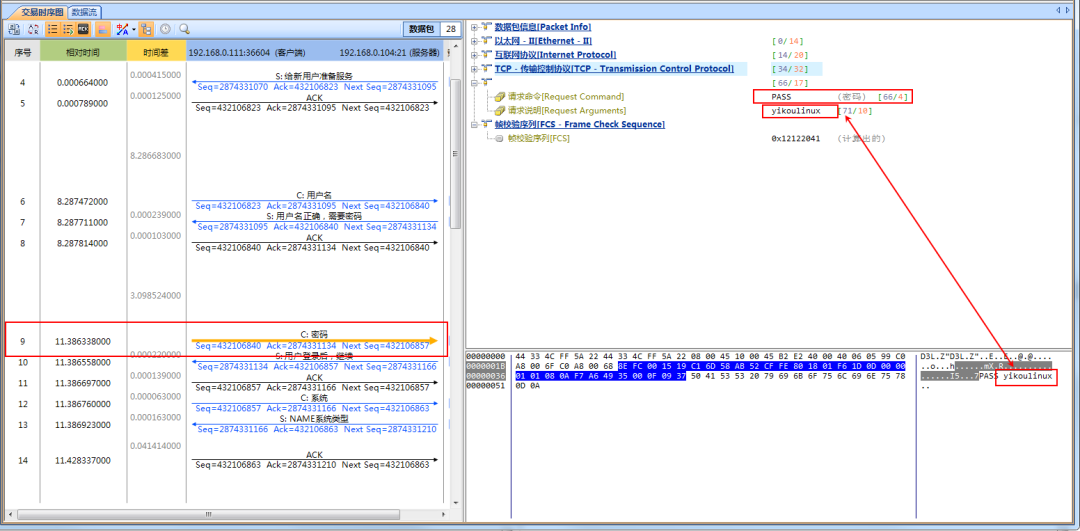 交易时序图 数据流
数据包 28
序号 相对时间 时间差 192.168.0.111:36604 (客户端) 192.168.0.104:21 (服务器)
4 0.000664000 0.000415000 S: 给新用户准备服务
Seq=2874331070 Ack=432106823 Next Seq=2874331095
5 0.000789000 0.000125000 ACK
Seq=432106823 Ack=2874331095 Next Seq=432106823
8.286683000
6 8.287472000 C: 用户名
Seq=432106823 Ack=2874331095 Next Seq=432106840
7 8.287711000 0.000239000 S: 用户名正确，需要密码
Seq=2874331095 Ack=432106840 Next Seq=2874331134
8 8.287814000 0.000103000 ACK
Seq=432106840 Ack=2874331134 Next Seq=432106840
3.098524000
9 11.386338000 C: 密码
Seq=432106840 Ack=2874331134 Next Seq=432106857
10 11.386558000 0.000220000 S: 用户登录后，继续
Seq=2874331134 Ack=432106857 Next Seq=2874331166
11 11.386697000 0.000139000 ACK
Seq=432106857 Ack=2874331166 Next Seq=432106857
12 11.386760000 0.000063000 C: 系统
Seq=432106857 Ack=2874331166 Next Seq=432106863
13 11.386923000 0.000163000 S: NAME系统类型
Seq=2874331166 Ack=432106863 Next Seq=2874331210
0.041414000
14 11.428337000 ACK
Seq=432106863 Ack=2874331210 Next Seq=432106863
数据包信息[Packet Info]
以太网 - II[Ethernet - II] [0/14]
互联网协议[Internet Protocol] [14/20]
TCP - 传输控制协议[TCP - Transmission Control Protocol] [34/32]
[66/17]
请求命令[Request Command] PASS (密码) [66/4]
请求说明[Request Arguments] yikoulinux [71/10]
帧校验序列[FCS - Frame Check Sequence]
帧校验序列[FCS] 0x12122041 (计算出的)
00000000 44 33 4C FF 5A 22 44 33 4C FF 5A 22 08 00 45 10 00 45 B2 E2 40 00 40 06 05 99 C0 D3L.Z"D3L.Z"..E..E..@.@....
0000001B A8 00 6F C0 A8 00 68 8E FC 00 15 19 C1 6D 58 AB 52 CF FE 80 18 01 F6 1D 0D 00 00 ..o...h......mX.R.........
00000036 01 01 08 0A F7 A6 49 35 00 0F 09 37 50 41 53 53 20 79 69 6B 6F 75 6C 69 6E 75 78 ......I5...7PASS yikoulinux
00000051 0D 0A ..